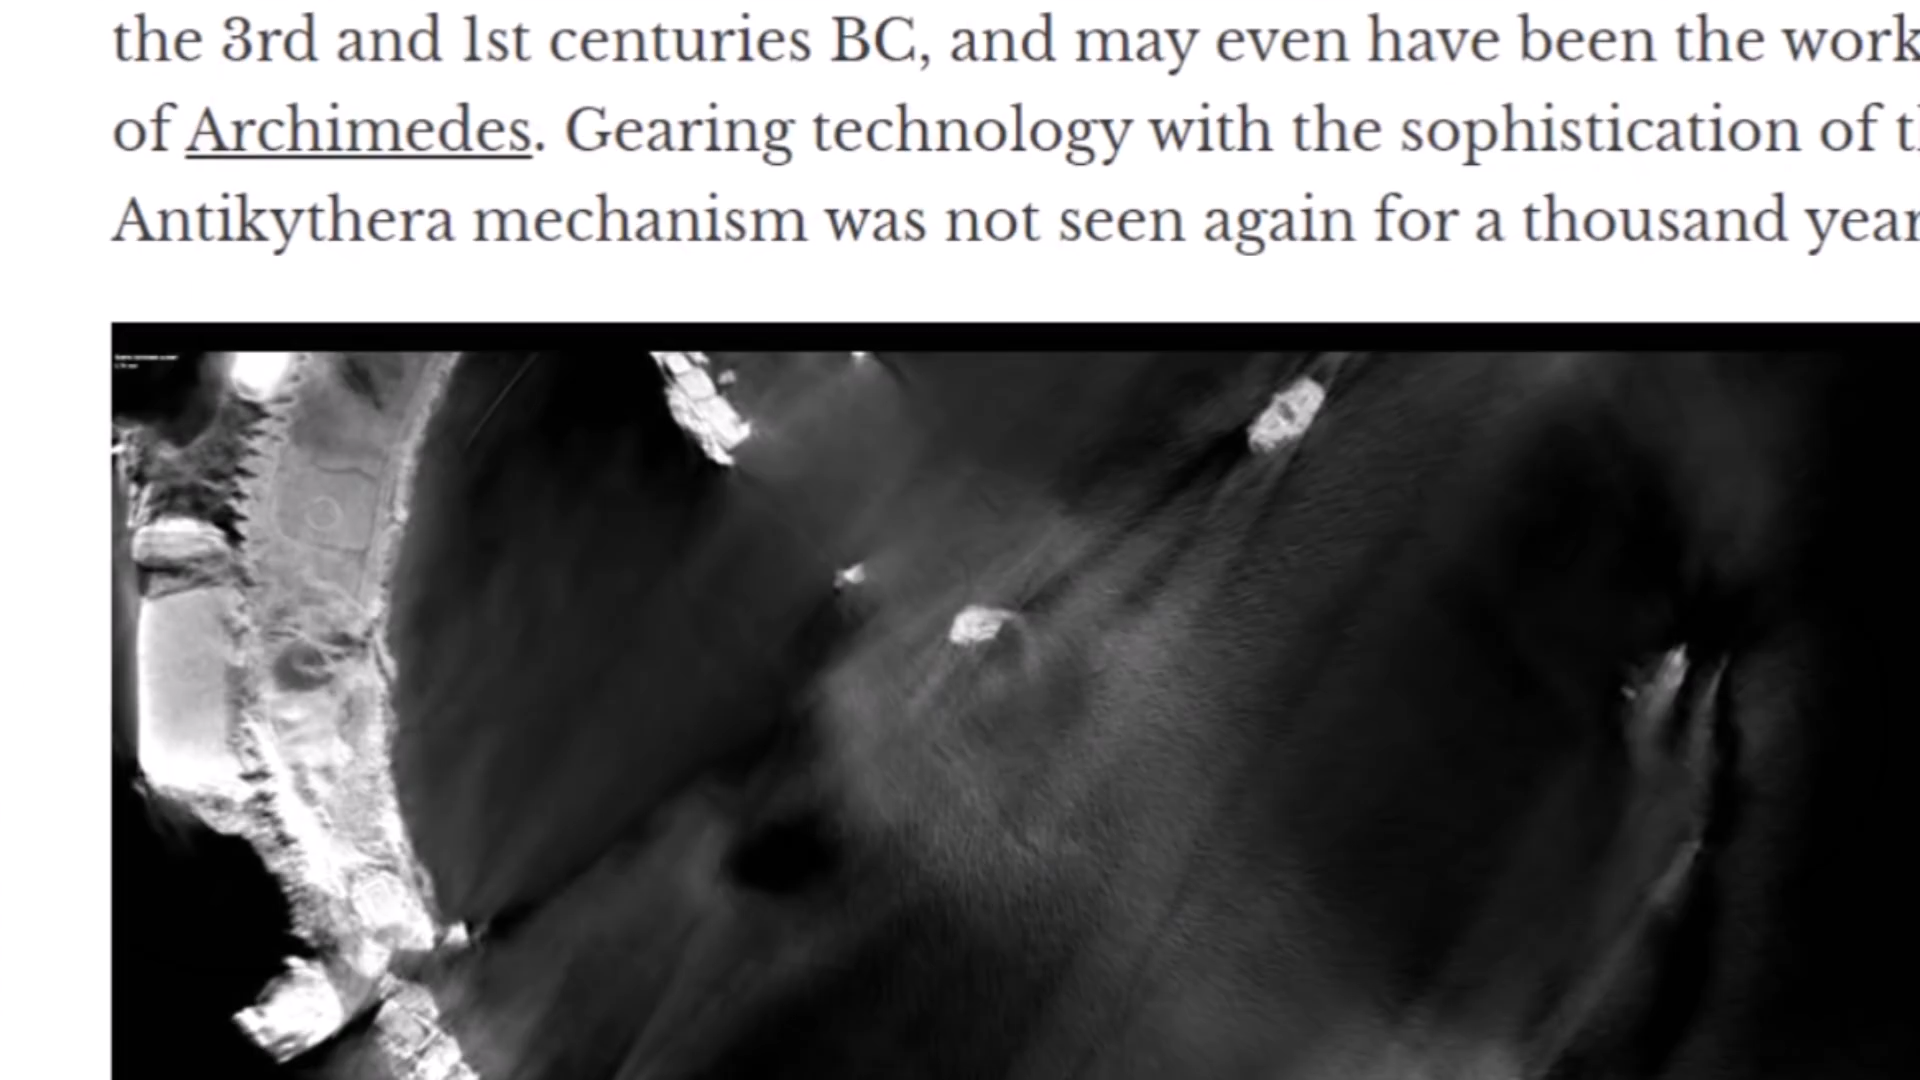 the 3rd and 1st centuries BC, and may even have been the work
of Archimedes. Gearing technology with the sophistication of
Antikythera mechanism was not seen again for a thousand